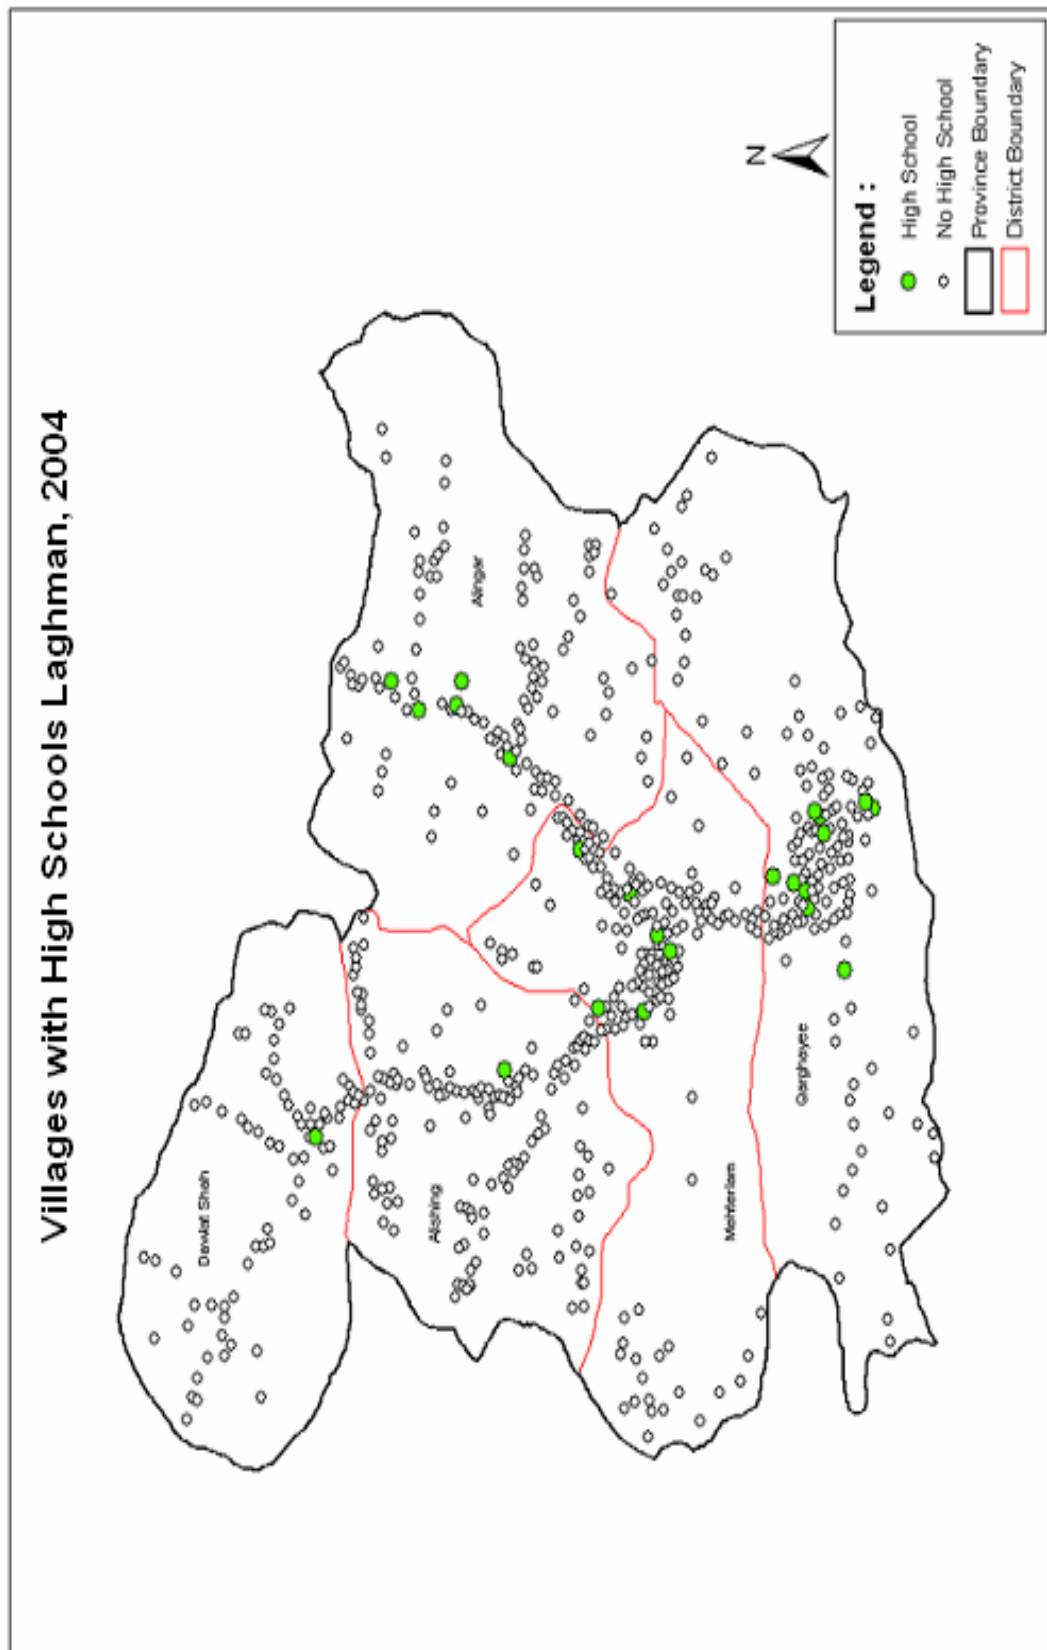 Villages with High Schools Laghman, 2004
Dawlat Shah
Alingar
Alishing
Mehterlam
Qarghayee
N
Legend :
High School
No High School
Province Boundary
District Boundary